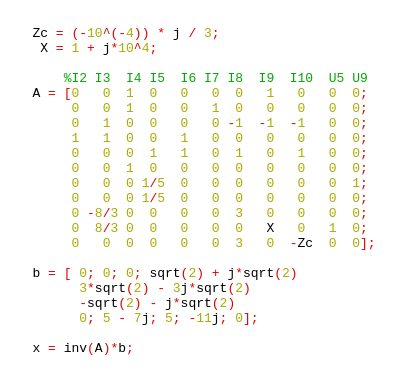 Zc = (-10^(-4)) * j / 3;
X = 1 + j*10^4;
%I2 I3 I4 I5 I6 I7 I8 I9 I10 U5 U9
A = [0 0 1 0 0 0 0 1 0 0 0;
0 0 1 0 0 1 0 0 0 0 0;
0 1 0 0 0 0 -1 -1 -1 0 0;
1 1 0 0 1 0 0 0 0 0 0;
0 0 0 1 1 0 1 0 1 0 0;
0 0 1 0 0 0 0 0 0 0 0;
0 0 0 1/5 0 0 0 0 0 0 1;
0 0 0 1/5 0 0 0 0 0 0 0;
0 -8/3 0 0 0 0 3 0 0 0 0;
0 8/3 0 0 0 0 0 X 0 1 0;
0 0 0 0 0 0 3 0 -Zc 0 0];
b = [ 0; 0; 0; sqrt(2) + j*sqrt(2)
3*sqrt(2) - 3j*sqrt(2)
-sqrt(2) - j*sqrt(2)
0; 5 - 7j; 5; -11j; 0];
x = inv(A)*b;